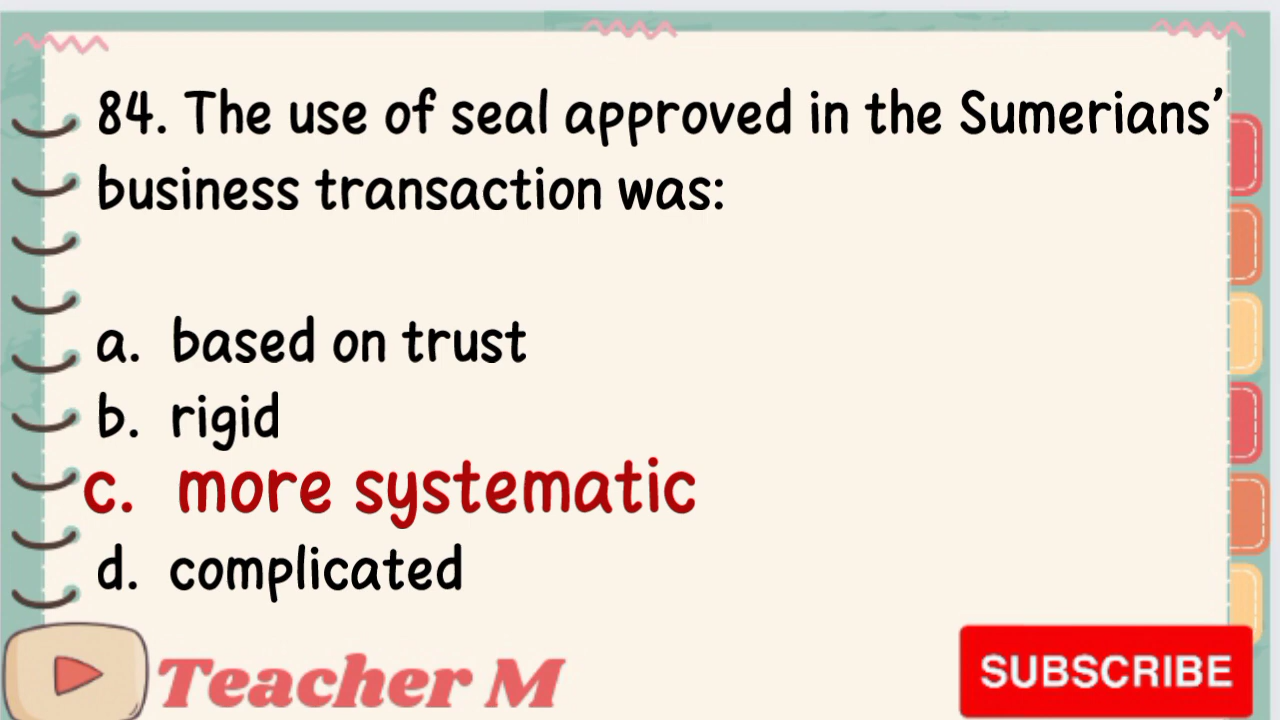 84. The use of seal approved in the Sumerians’
business transaction was:
a. based on trust
b. rigid
c. more systematic
d. complicated
Teacher M
SUBSCRIBE